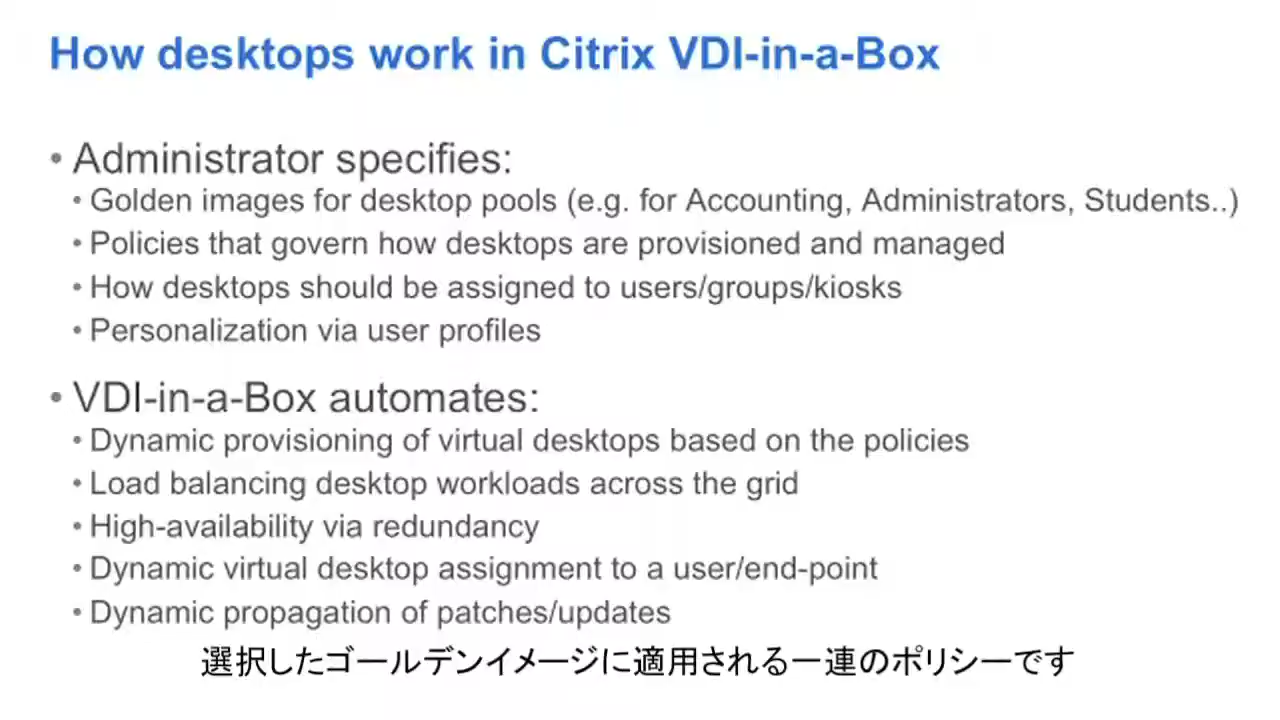 How desktops work in Citrix VDI-in-a-Box
• Administrator specifies:
• Golden images for desktop pools (e.g. for Accounting, Administrators, Students..)
• Policies that govern how desktops are provisioned and managed
• How desktops should be assigned to users/groups/kiosks
• Personalization via user profiles
• VDI-in-a-Box automates:
• Dynamic provisioning of virtual desktops based on the policies
• Load balancing desktop workloads across the grid
• High-availability via redundancy
• Dynamic virtual desktop assignment to a user/end-point
• Dynamic propagation of patches/updates
選択したゴールデンイメージに適用される一連のポリシーです